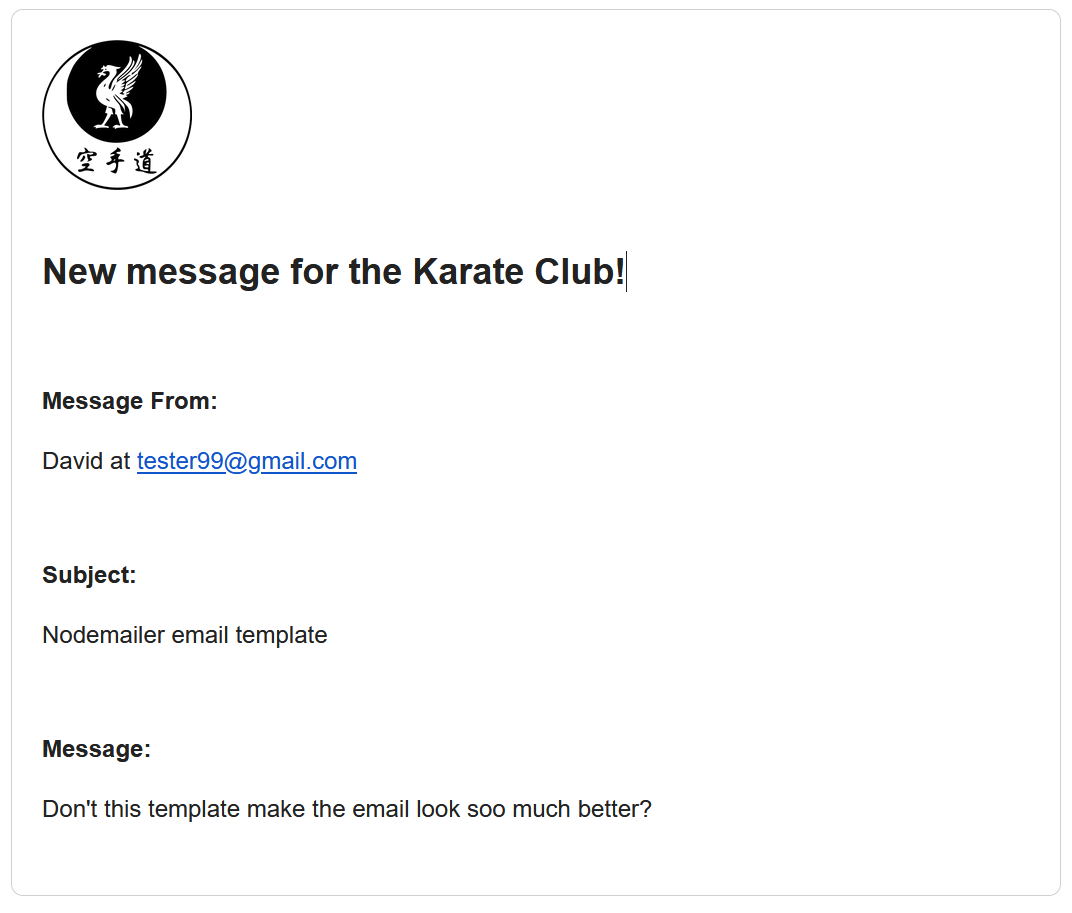 空手道
New message for the Karate Club!
Message From:
David at tester99@gmail.com
Subject:
Nodemailer email template
Message:
Don't this template make the email look soo much better?